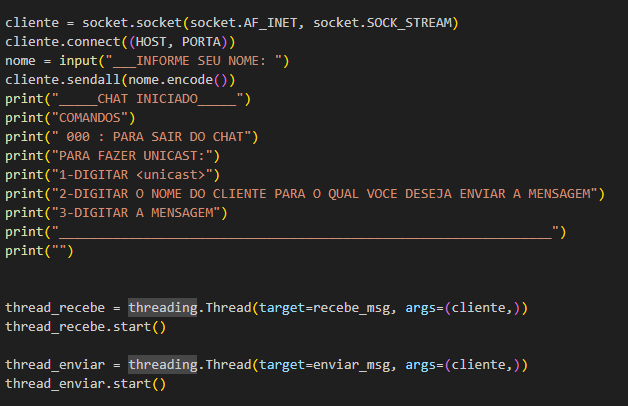 cliente = socket.socket(socket.AF_INET, socket.SOCK_STREAM)
cliente.connect((HOST, PORTA))
nome = input("___INFORME SEU NOME: ")
cliente.sendall(nome.encode())
print("_____CHAT INICIADO_____")
print("COMANDOS")
print(" 000 : PARA SAIR DO CHAT")
print("PARA FAZER UNICAST:")
print("1-DIGITAR <unicast>")
print("2-DIGITAR O NOME DO CLIENTE PARA O QUAL VOCE DESEJA ENVIAR A MENSAGEM")
print("3-DIGITAR A MENSAGEM")
print("________________________________________________________________")
print("")
thread_recebe = threading.Thread(target=recebe_msg, args=(cliente,))
thread_recebe.start()
thread_enviar = threading.Thread(target=enviar_msg, args=(cliente,))
thread_enviar.start()